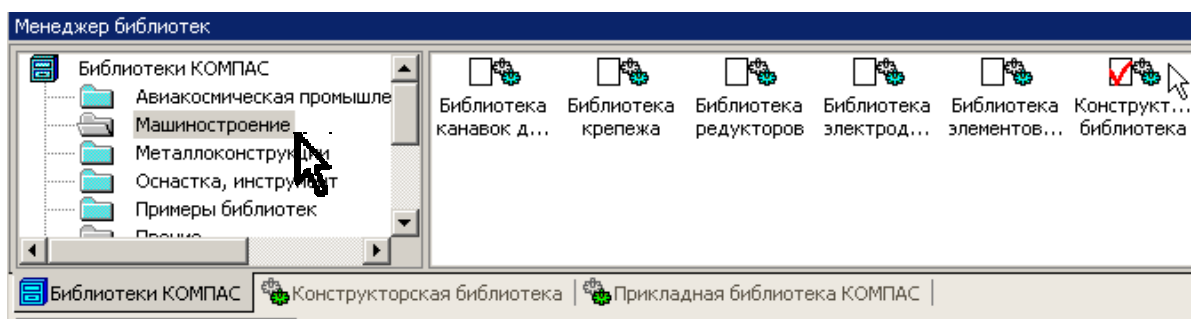 Менеджер библиотек
Библиотеки КОМПАС
Авиакосмическая промышле
Машиностроение
Металлоконструкции
Оснастка, инструмент
Примеры библиотек
Прочие
Библиотека канавок д...
Библиотека крепежа
Библиотека редукторов
Библиотека электрод...
Библиотека элементов...
Конструкт... библиотека
Библиотеки КОМПАС
Конструкторская библиотека
Прикладная библиотека КОМПАС